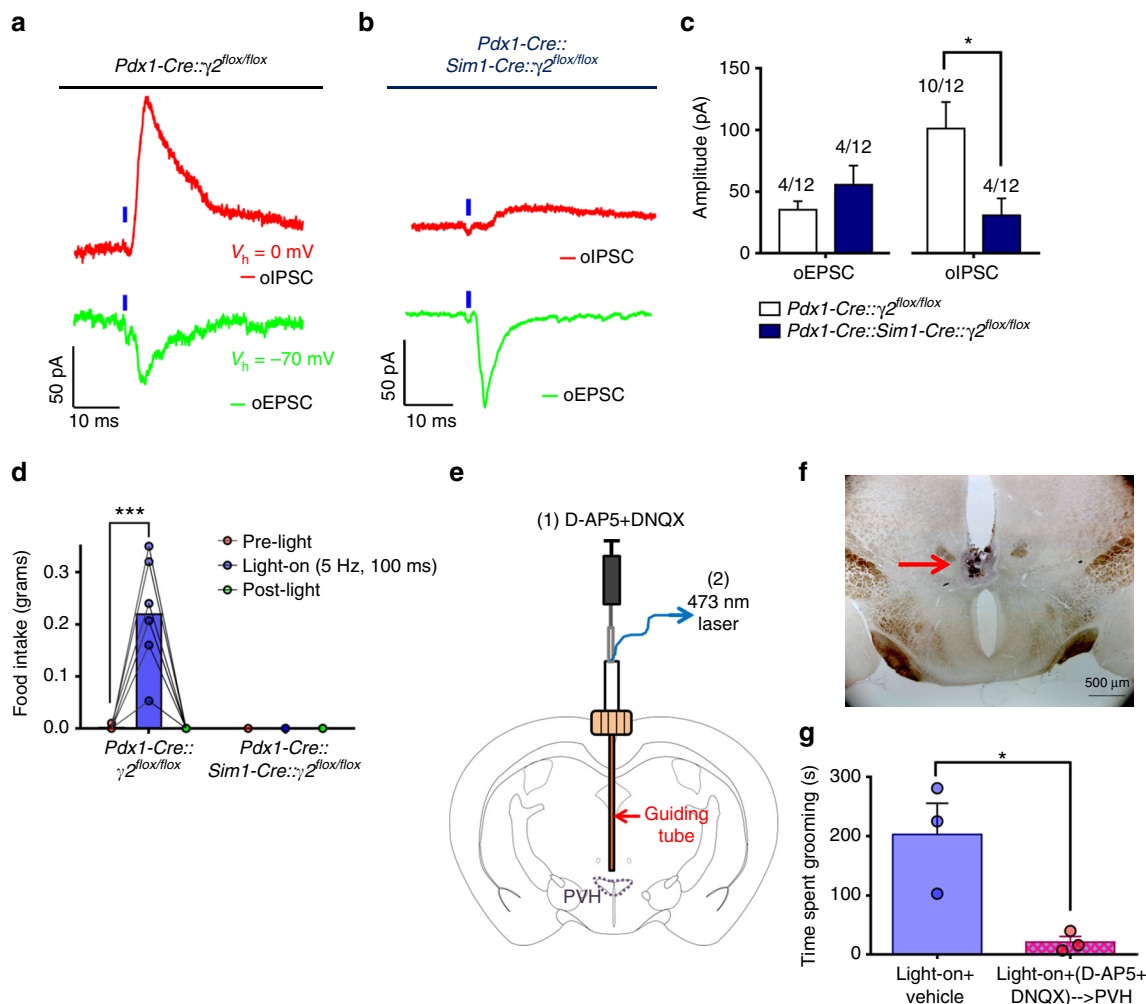 a
Pdx1-Cre::γ2flox/flox
Vh = 0 mV
oIPSC
Vh = –70 mV
oEPSC
50 pA
10 ms
b
Pdx1-Cre::
Sim1-Cre::γ2flox/flox
oIPSC
oEPSC
50 pA
10 ms
c
*
150
100
50
0
Amplitude (pA)
4/12
4/12
10/12
4/12
oEPSC
oIPSC
Pdx1-Cre::γ2flox/flox
Pdx1-Cre::Sim1-Cre::γ2flox/flox
d
***
Food intake (grams)
0.3
0.2
0.1
0.0
Pre-light
Light-on (5 Hz, 100 ms)
Post-light
Pdx1-Cre::
γ2flox/flox
Pdx1-Cre::
Sim1-Cre::γ2flox/flox
e
(1) D-AP5+DNQX
(2)
473 nm
laser
Guiding
tube
PVH
f
500 μm
g
*
Time spent grooming (s)
300
200
100
0
Light-on+
vehicle
Light-on+(D-AP5+
DNQX)-->PVH